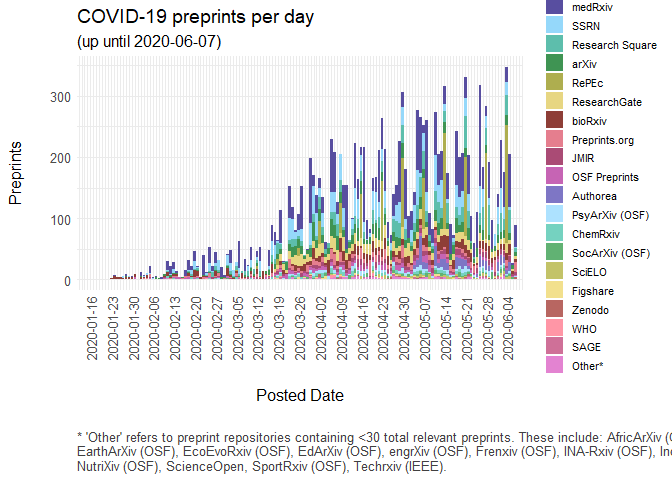 COVID-19 preprints per day
(up until 2020-06-07)
Preprints
300
200
100
0
2020-01-16
2020-01-23
2020-01-30
2020-02-06
2020-02-13
2020-02-20
2020-02-27
2020-03-05
2020-03-12
2020-03-19
2020-03-26
2020-04-02
2020-04-09
2020-04-16
2020-04-23
2020-04-30
2020-05-07
2020-05-14
2020-05-21
2020-05-28
2020-06-04
Posted Date
medRxiv
SSRN
Research Square
arXiv
RePEc
ResearchGate
bioRxiv
Preprints.org
JMIR
OSF Preprints
Authorea
PsyArXiv (OSF)
ChemRxiv
SocArXiv (OSF)
SciELO
Figshare
Zenodo
WHO
SAGE
Other*
* 'Other' refers to preprint repositories containing <30 total relevant preprints. These include: AfricArXiv
EarthArXiv (OSF), EcoEvoRxiv (OSF), EdArXiv (OSF), engrXiv (OSF), Frenxiv (OSF), INA-Rxiv (OSF),
NutriXiv (OSF), ScienceOpen, SportRxiv (OSF), Techrxiv (IEEE).